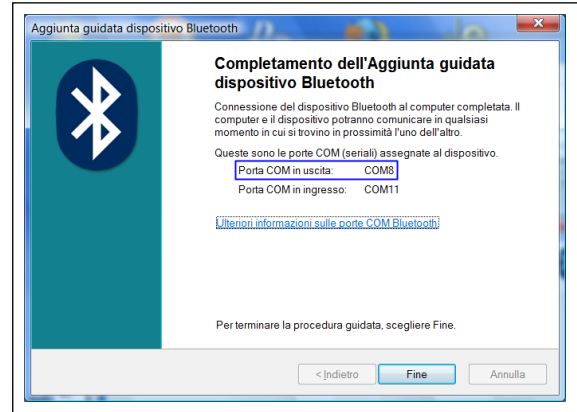 Aggiunta guidata dispositivo Bluetooth
Completamento dell'Aggiunta guidata
dispositivo Bluetooth
Connessione del dispositivo Bluetooth al computer completata. Il
computer e il dispositivo potranno comunicare in qualsiasi
momento in cui si trovino in prossimità l'uno dell'altro.
Queste sono le porte COM (seriali) assegnate al dispositivo.
Porta COM in uscita: COM8
Porta COM in ingresso: COM11
Ulteriori informazioni sulle porte COM Bluetooth
Per terminare la procedura guidata, scegliere Fine.
< Indietro Fine Annulla